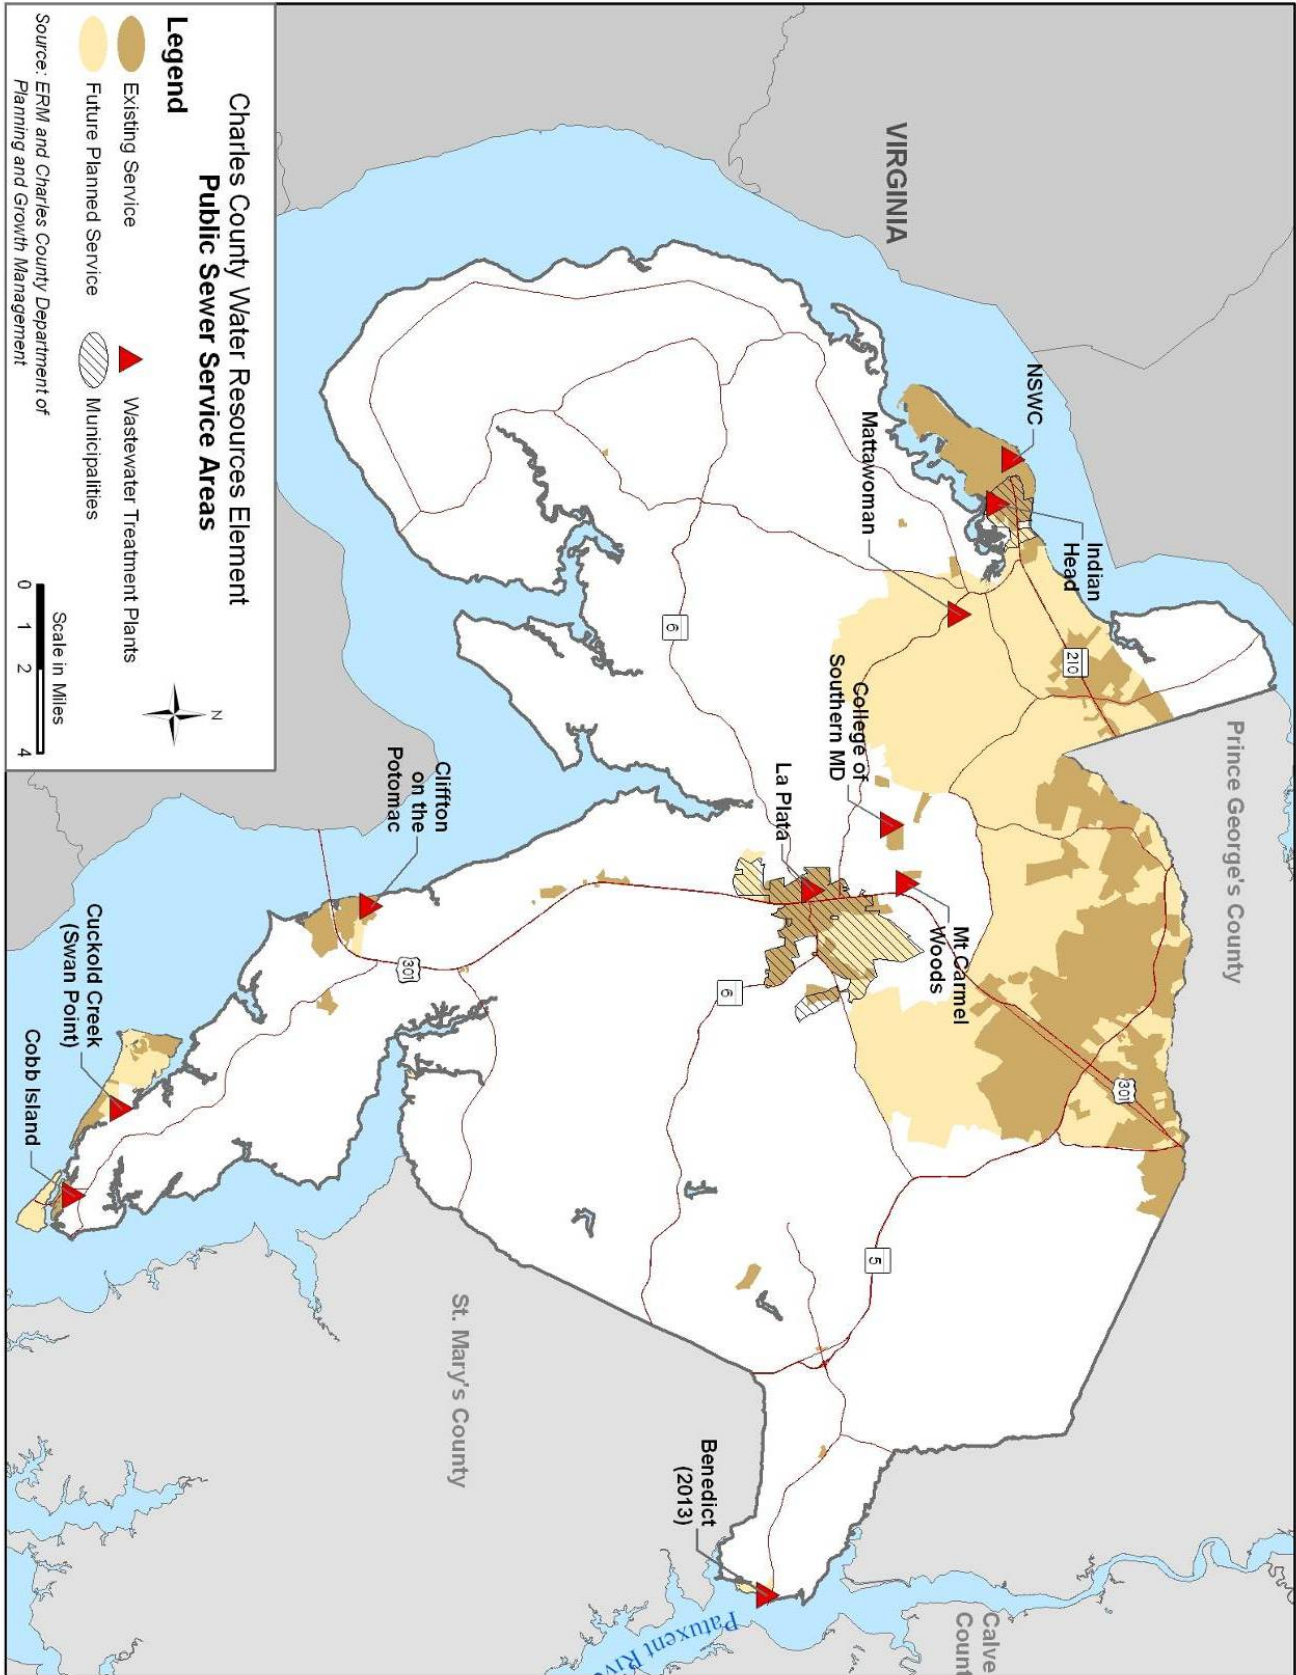 Charles County Water Resources Element
Public Sewer Service Areas
Legend
Existing Service
Future Planned Service
Wastewater Treatment Plants
Municipalities
Source: ERM and Charles County Department of
Planning and Growth Management
Scale in Miles
0 1 2 4
N
VIRGINIA
Prince George's County
Calve
Count
St. Mary's County
Patuxent Rive
NSWC
Indian
Head
Mattawoman
College of
Southern MD
La Plata
Mt Carmel
Woods
Cliffton
on the
Potomac
Cuckold Creek
(Swan Point)
Cobb Island
Benedict
(2013)
210
6
6
301
301
5